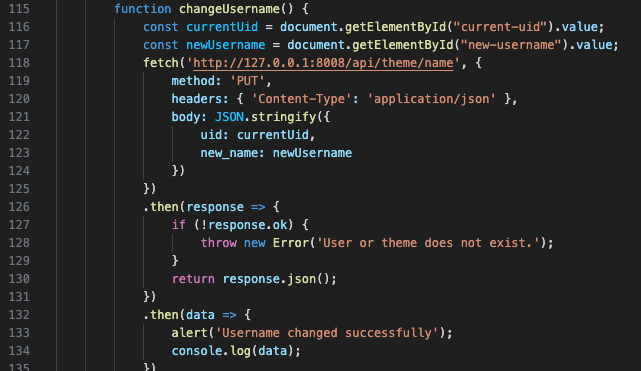 115 function changeUsername() {
116 const currentUid = document.getElementById("current-uid").value;
117 const newUsername = document.getElementById("new-username").value;
118 fetch('http://127.0.0.1:8008/api/theme/name', {
119 method: 'PUT',
120 headers: { 'Content-Type': 'application/json' },
121 body: JSON.stringify({
122 uid: currentUid,
123 new_name: newUsername
124 })
125 })
126 .then(response => {
127 if (!response.ok) {
128 throw new Error('User or theme does not exist.');
129 }
130 return response.json();
131 })
132 .then(data => {
133 alert('Username changed successfully');
134 console.log(data);
135 })